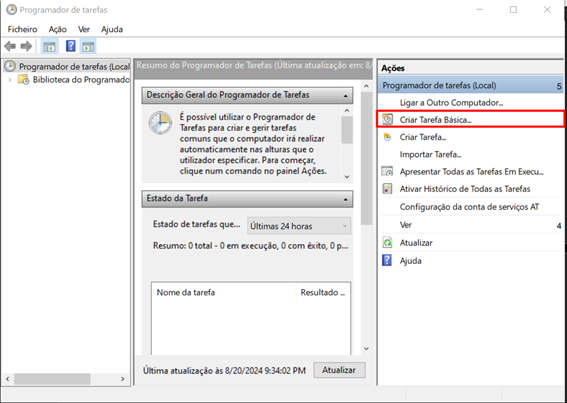 Programador de tarefas
Ficheiro Ação Ver Ajuda
Programador de tarefas (Local)
Biblioteca do Programado
Resumo do Programador de Tarefas (Última atualização em: 8/
Descrição Geral do Programador de Tarefas
É possível utilizar o Programador de
Tarefas para criar e gerir tarefas
comuns que o computador irá realizar
automaticamente nas alturas que o
utilizador especificar. Para começar,
clique num comando no painel Ações.
Estado da Tarefa
Estado de tarefas que... Últimas 24 horas
Resumo: 0 total - 0 em execução, 0 com êxito, 0 p...
Nome da tarefa Resultado ...
Última atualização às 8/20/2024 9:34:02 PM Atualizar
Ações
Programador de tarefas (Local)
Ligar a Outro Computador...
Criar Tarefa Básica...
Criar Tarefa...
Importar Tarefa...
Apresentar Todas as Tarefas Em Execu...
Ativar Histórico de Todas as Tarefas
Configuração da conta de serviços AT
Ver
Atualizar
Ajuda